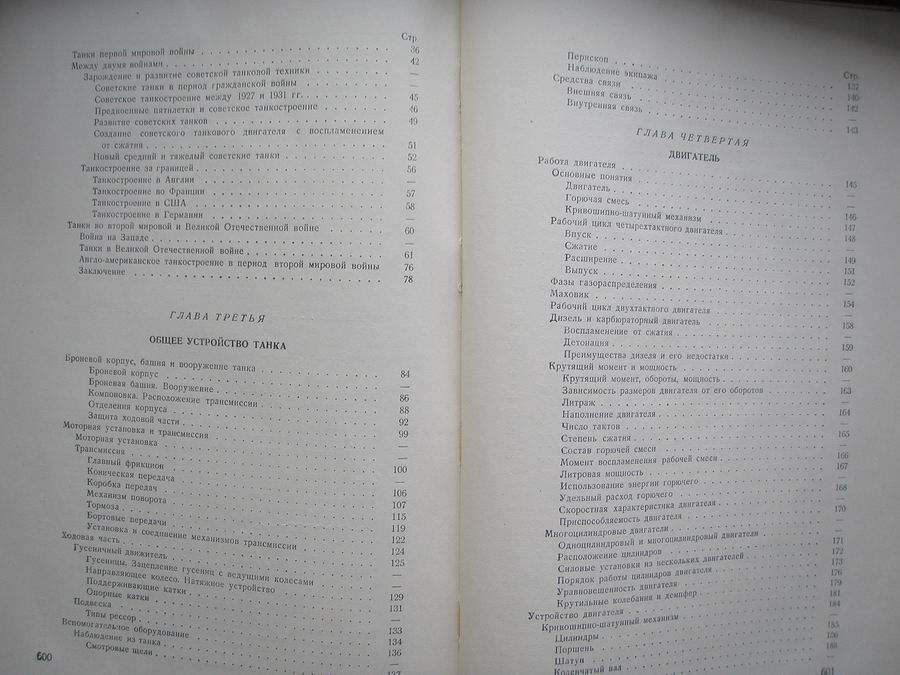 Стр.
Танки первой мировой войны 36
Между двумя войнами 42
Зарождение и развитие советской танковой техники —
Советские танки в период гражданской войны —
Советское танкостроение между 1927 и 1931 гг. 45
Предвоенные пятилетки и советское танкостроение 46
Развитие советских танков 49
Создание советского танкового двигателя с воспламенением
от сжатия 51
Новый средний и тяжелый советские танки 52
Танкостроение за границей 56
Танкостроение в Англии —
Танкостроение во Франции 57
Танкостроение в США 58
Танкостроение в Германии —
Танки во второй мировой и Великой Отечественной войне 60
Война на Западе —
Танки в Великой Отечественной войне 61
Англо-американское танкостроение в период второй мировой войны 76
Заключение 78
ГЛАВА ТРЕТЬЯ
ОБЩЕЕ УСТРОЙСТВО ТАНКА
Броневой корпус, башня и вооружение танка 84
Броневой корпус —
Броневая башня. Вооружение 86
Компоновка. Расположение трансмиссии 88
Отделения корпуса 92
Защита ходовой части 99
Моторная установка и трансмиссия —
Моторная установка —
Трансмиссия 100
Главный фрикцион —
Коническая передача 106
Коробка передач 107
Механизм поворота 115
Тормоза 119
Бортовые передачи 122
Установка и соединение механизмов трансмиссии 124
Ходовая часть 125
Гусеничный движитель —
Гусеницы. Зацепление гусениц с ведущими колесами —
Направляющее колесо. Натяжное устройство 129
Поддерживающие катки 131
Опорные катки —
Подвеска 133
Типы рессор 134
Вспомогательное оборудование 136
Наблюдение из танка —
Смотровые щели 137
600
Стр.
Перископ 137
Наблюдение экипажа 140
Средства связи 142
Внешняя связь —
Внутренняя связь 143
ГЛАВА ЧЕТВЕРТАЯ
ДВИГАТЕЛЬ
Работа двигателя 145
Основные понятия —
Двигатель —
Горючая смесь 146
Кривошипно-шатунный механизм 147
Рабочий цикл четырехтактного двигателя 148
Впуск —
Сжатие 149
Расширение 151
Выпуск 152
Фазы газораспределения —
Маховик 154
Рабочий цикл двухтактного двигателя —
Дизель и карбюраторный двигатель 158
Воспламенение от сжатия —
Детонация 159
Преимущества дизеля и его недостатки —
Крутящий момент и мощность 160
Крутящий момент, обороты, мощность —
Зависимость размеров двигателя от его оборотов 163
Литраж —
Наполнение двигателя 164
Число тактов —
Степень сжатия 165
Состав горючей смеси —
Момент воспламенения рабочей смеси 166
Литровая мощность 167
Использование энергии горючего —
Удельный расход горючего 168
Скоростная характеристика двигателя —
Приспособляемость двигателя 170
Многоцилиндровые двигатели —
Одноцилиндровый и многоцилиндровый двигатели 171
Расположение цилиндров 172
Силовые установки из нескольких двигателей 173
Порядок работы цилиндров двигателя 176
Уравновешенность двигателя 179
Крутильные колебания и демпфер 181
Устройство двигателя 184
Кривошипно-шатунный механизм —
Цилиндры 185
Поршень 186
Шатун 188
Коленчатый вал —
601